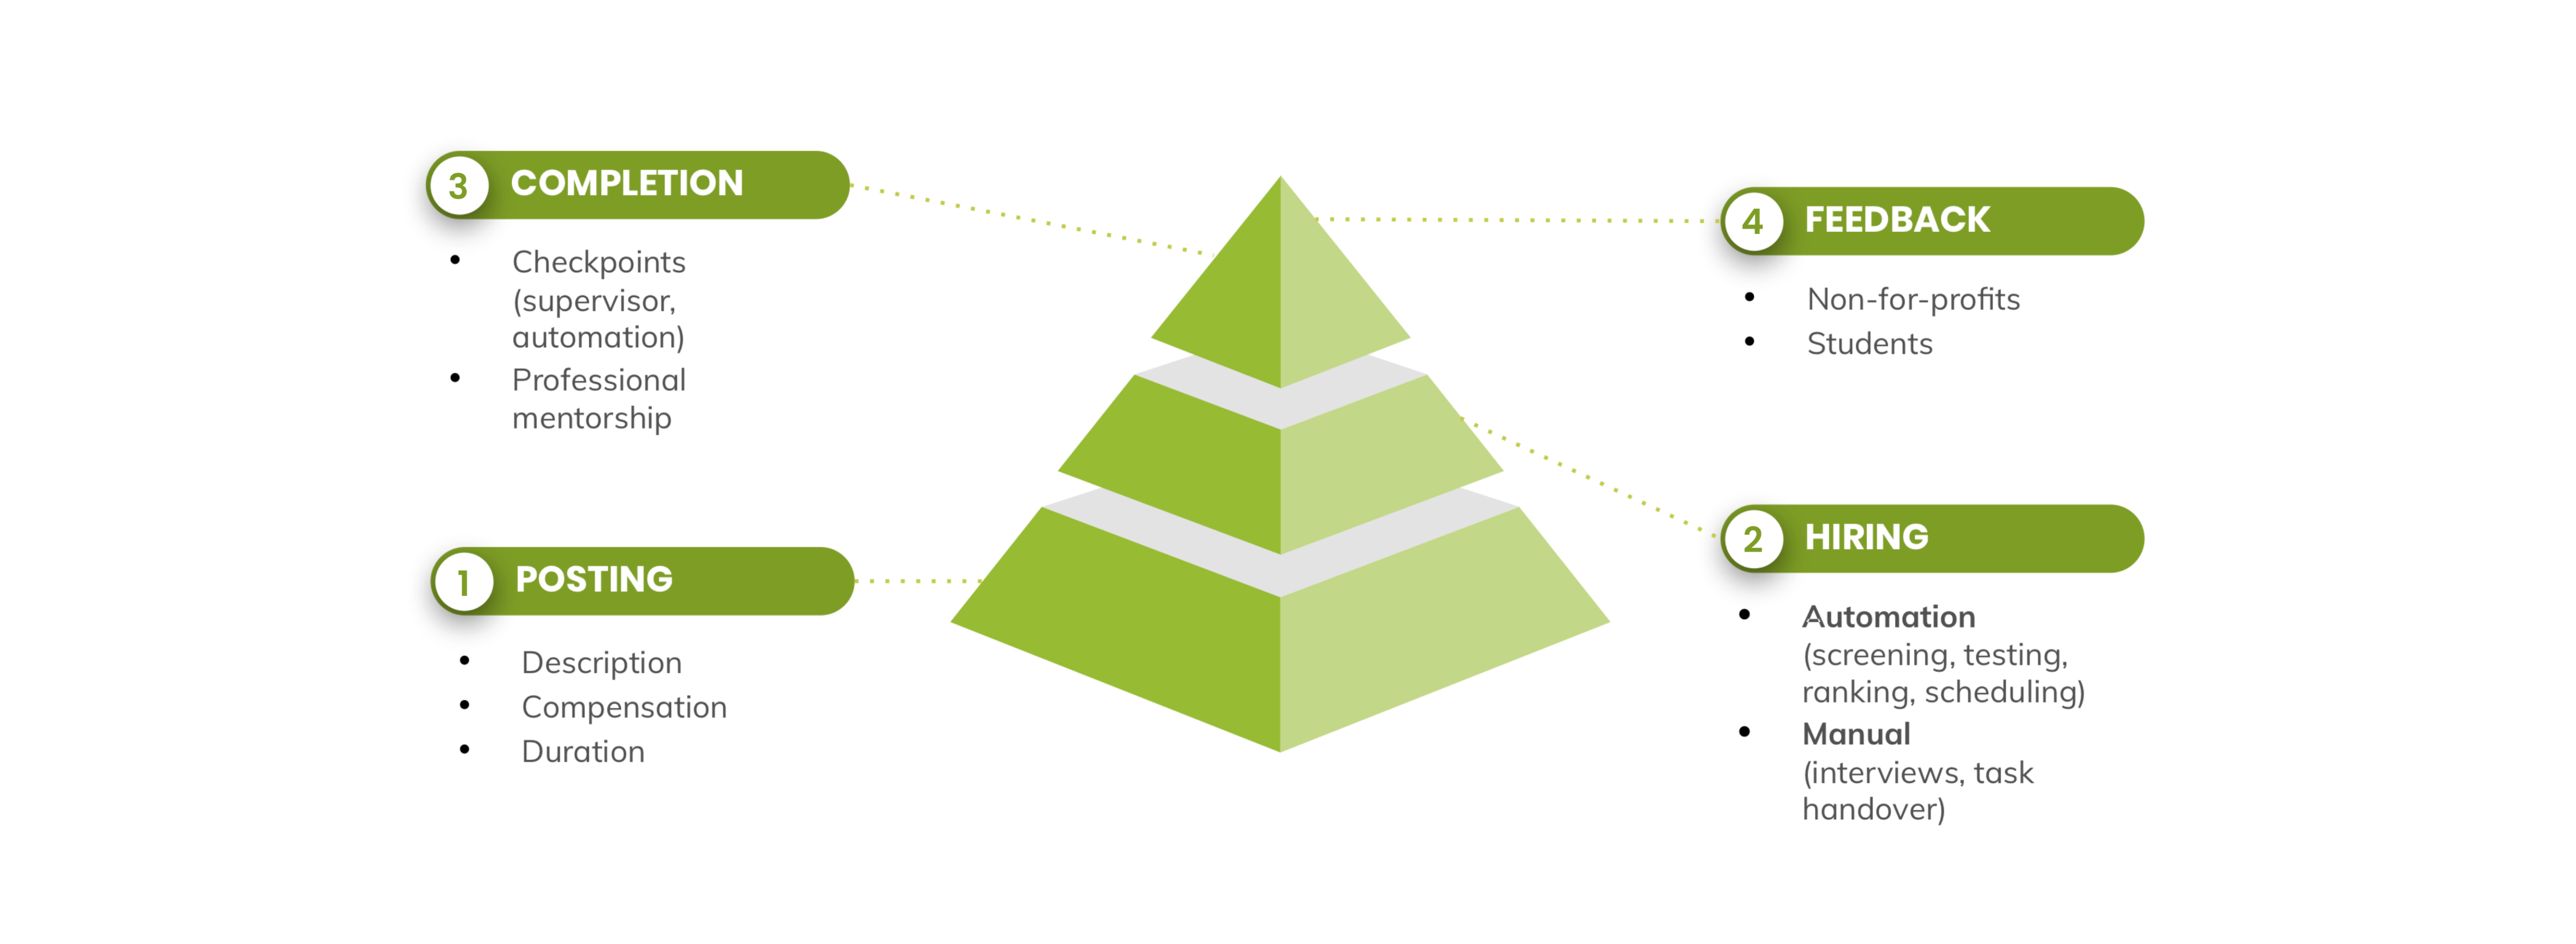 3 COMPLETION
• Checkpoints
(supervisor,
automation)
• Professional
mentorship
4 FEEDBACK
• Non-for-profits
• Students
1 POSTING
• Description
• Compensation
• Duration
2 HIRING
• Automation
(screening, testing,
ranking, scheduling)
• Manual
(interviews, task
handover)